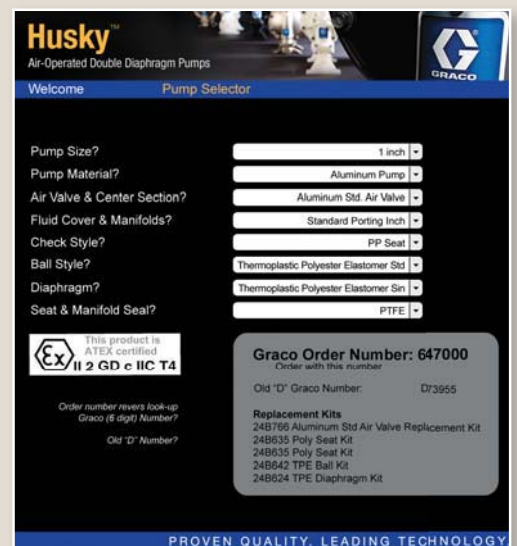 Husky™
Air-Operated Double Diaphragm Pumps
GRACO
Welcome Pump Selector
Pump Size? 1 inch
Pump Material? Aluminum Pump
Air Valve & Center Section? Aluminum Std. Air Valve
Fluid Cover & Manifolds? Standard Porting Inch
Check Style? PP Seat
Ball Style? Thermoplastic Polyester Elastomer Std
Diaphragm? Thermoplastic Polyester Elastomer Sin
Seat & Manifold Seal? PTFE
This product is
ATEX certified
Ex II 2 GD c IIC T4
Order number revers look-up
Graco (6 digit) Number?
Old "D" Number?
Graco Order Number: 647000
Order with this number
Old "D" Graco Number: D73955
Replacement Kits
24B766 Aluminum Std Air Valve Replacement Kit
24B635 Poly Seat Kit
24B635 Poly Seat Kit
24B642 TPE Ball Kit
24B624 TPE Diaphragm Kit
PROVEN QUALITY. LEADING TECHNOLOGY.